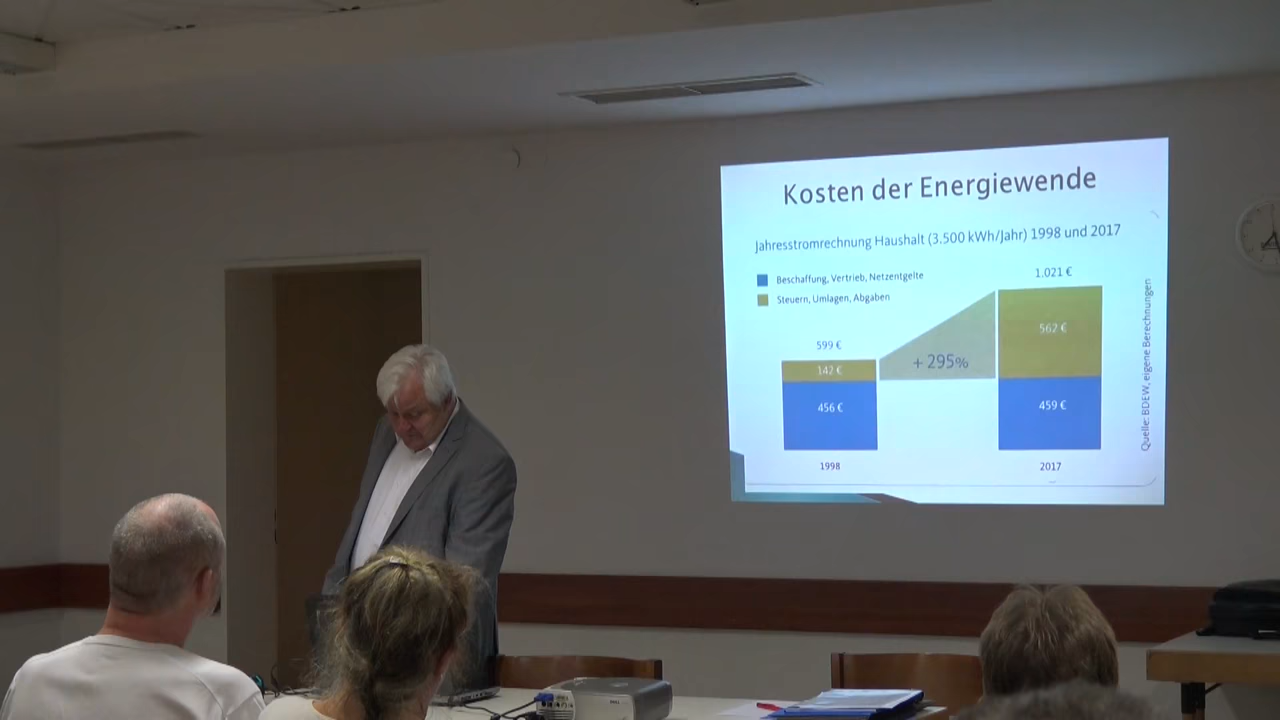 Kosten der Energiewende
Jahresstromrechnung Haushalt (3.500 kWh/Jahr) 1998 und 2017
Beschaffung, Vertrieb, Netzentgelte
Steuern, Umlagen, Abgaben
1.021 €
562 €
599 €
142 €
+ 295%
456 €
459 €
1998
2017
Quelle: BDEW, eigene Berechnungen